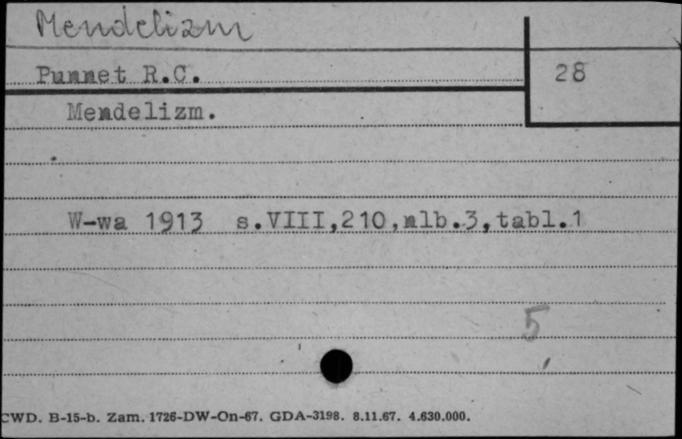 Mendelizm
Punnet R.C.
28
Mendelizm.
W-wa 1913 s.VIII,210,nlb.3,tabl.1
5
CWD. B-15-b. Zam. 1726-DW-On-67. GDA-3198. 8.11.67. 4.630.000.